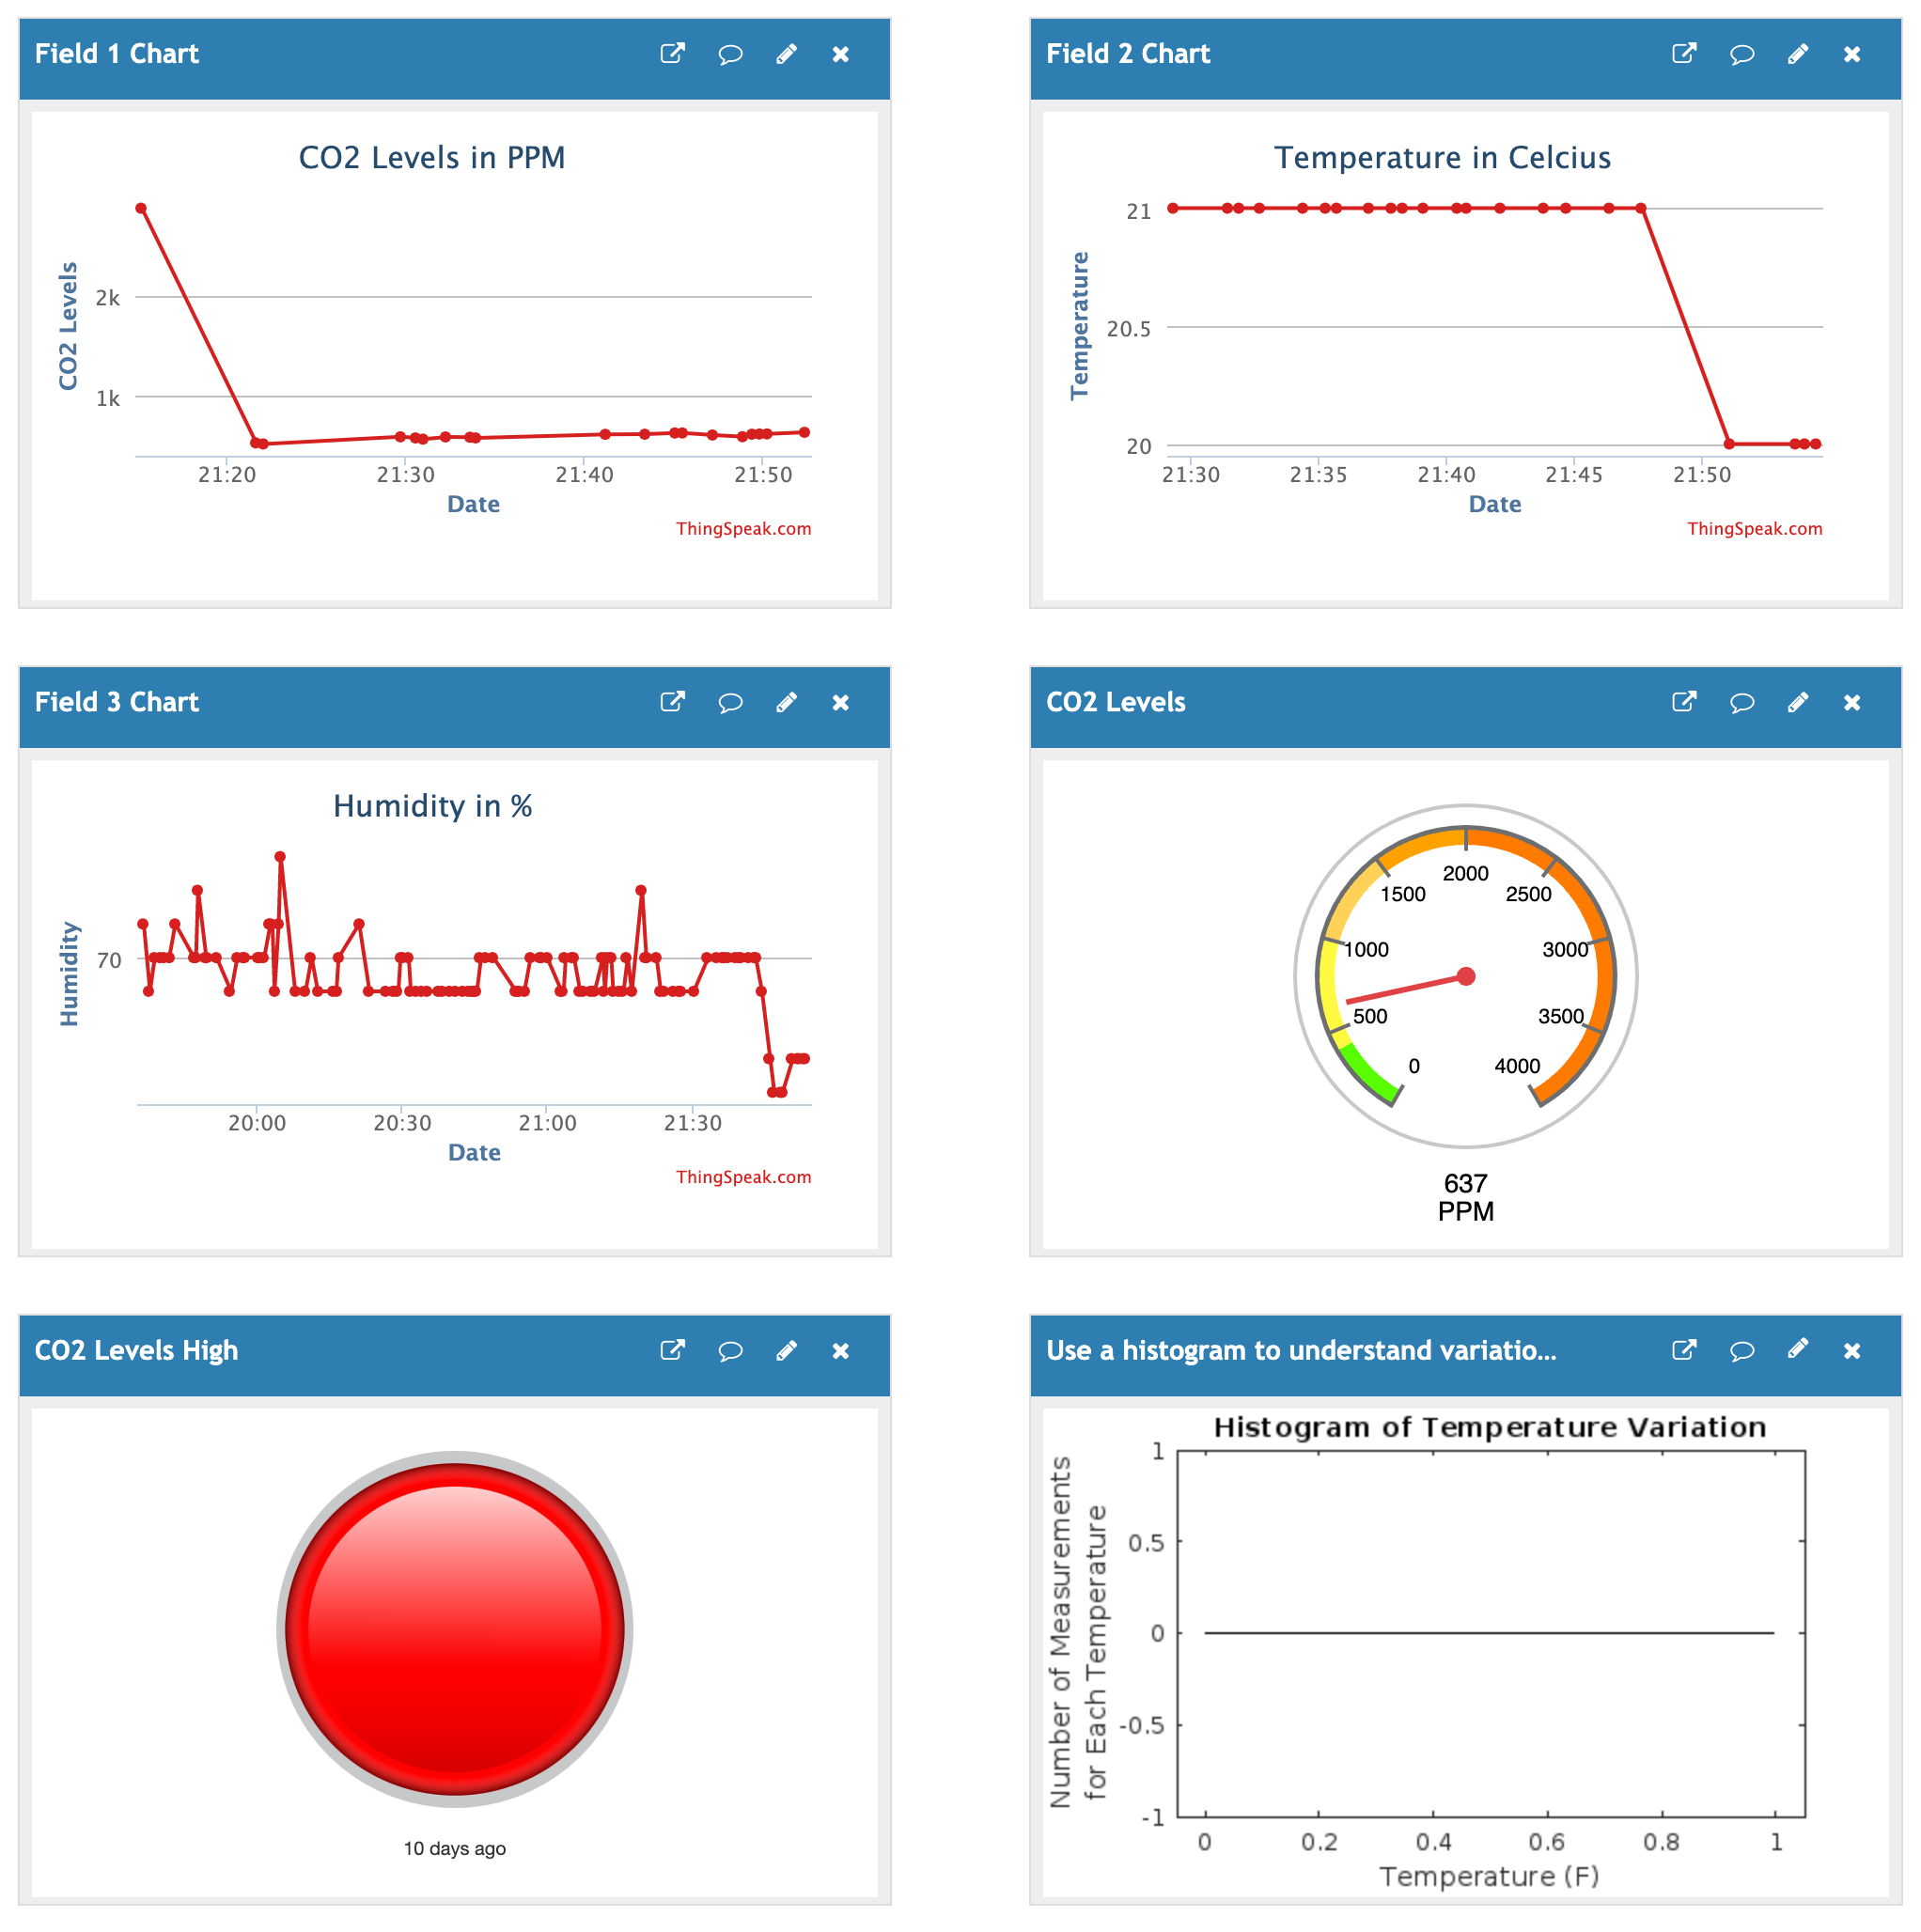 Field 1 Chart
CO2 Levels in PPM
CO2 Levels
2k
1k
21:20 21:30 21:40 21:50
Date
ThingSpeak.com
Field 2 Chart
Temperature in Celcius
Temperature
21
20.5
20
21:30 21:35 21:40 21:45 21:50
Date
ThingSpeak.com
Field 3 Chart
Humidity in %
Humidity
70
20:00 20:30 21:00 21:30
Date
ThingSpeak.com
CO2 Levels
0
500
1000
1500
2000
2500
3000
3500
4000
637
PPM
CO2 Levels High
10 days ago
Use a histogram to understand variatio...
Histogram of Temperature Variation
Number of Measurements
for Each Temperature
1
0.5
0
-0.5
-1
0 0.2 0.4 0.6 0.8 1
Temperature (F)